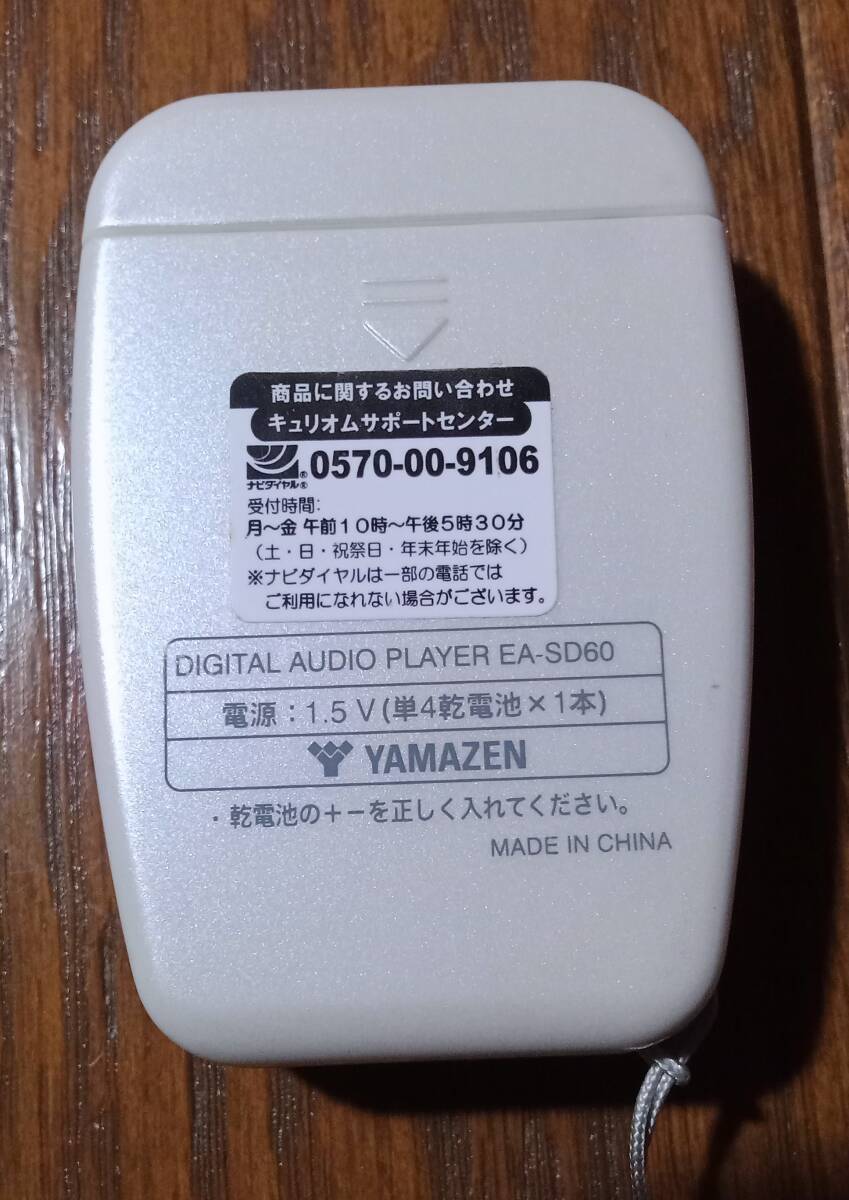 商品に関するお問い合わせ
キュリオムサポートセンター
ナビダイヤル® ® 0570-00-9106
受付時間:
月～金 午前10時～午後5時30分
（土・日・祝祭日・年末年始を除く）
※ナビダイヤルは一部の電話では
ご利用になれない場合がございます。
DIGITAL AUDIO PLAYER EA-SD60
電源：1.5V(単4乾電池×1本)
YAMAZEN
・乾電池の＋－を正しく入れてください。
MADE IN CHINA